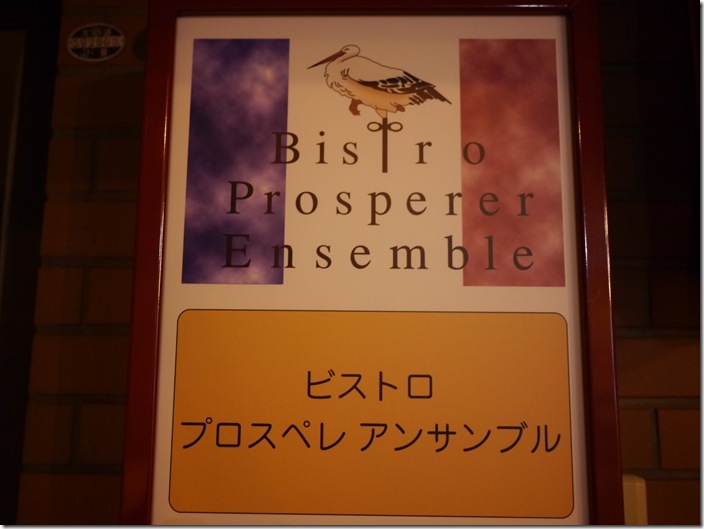 Bistro
Prosperer
Ensemble
ビストロ
プロスペレ アンサンブル